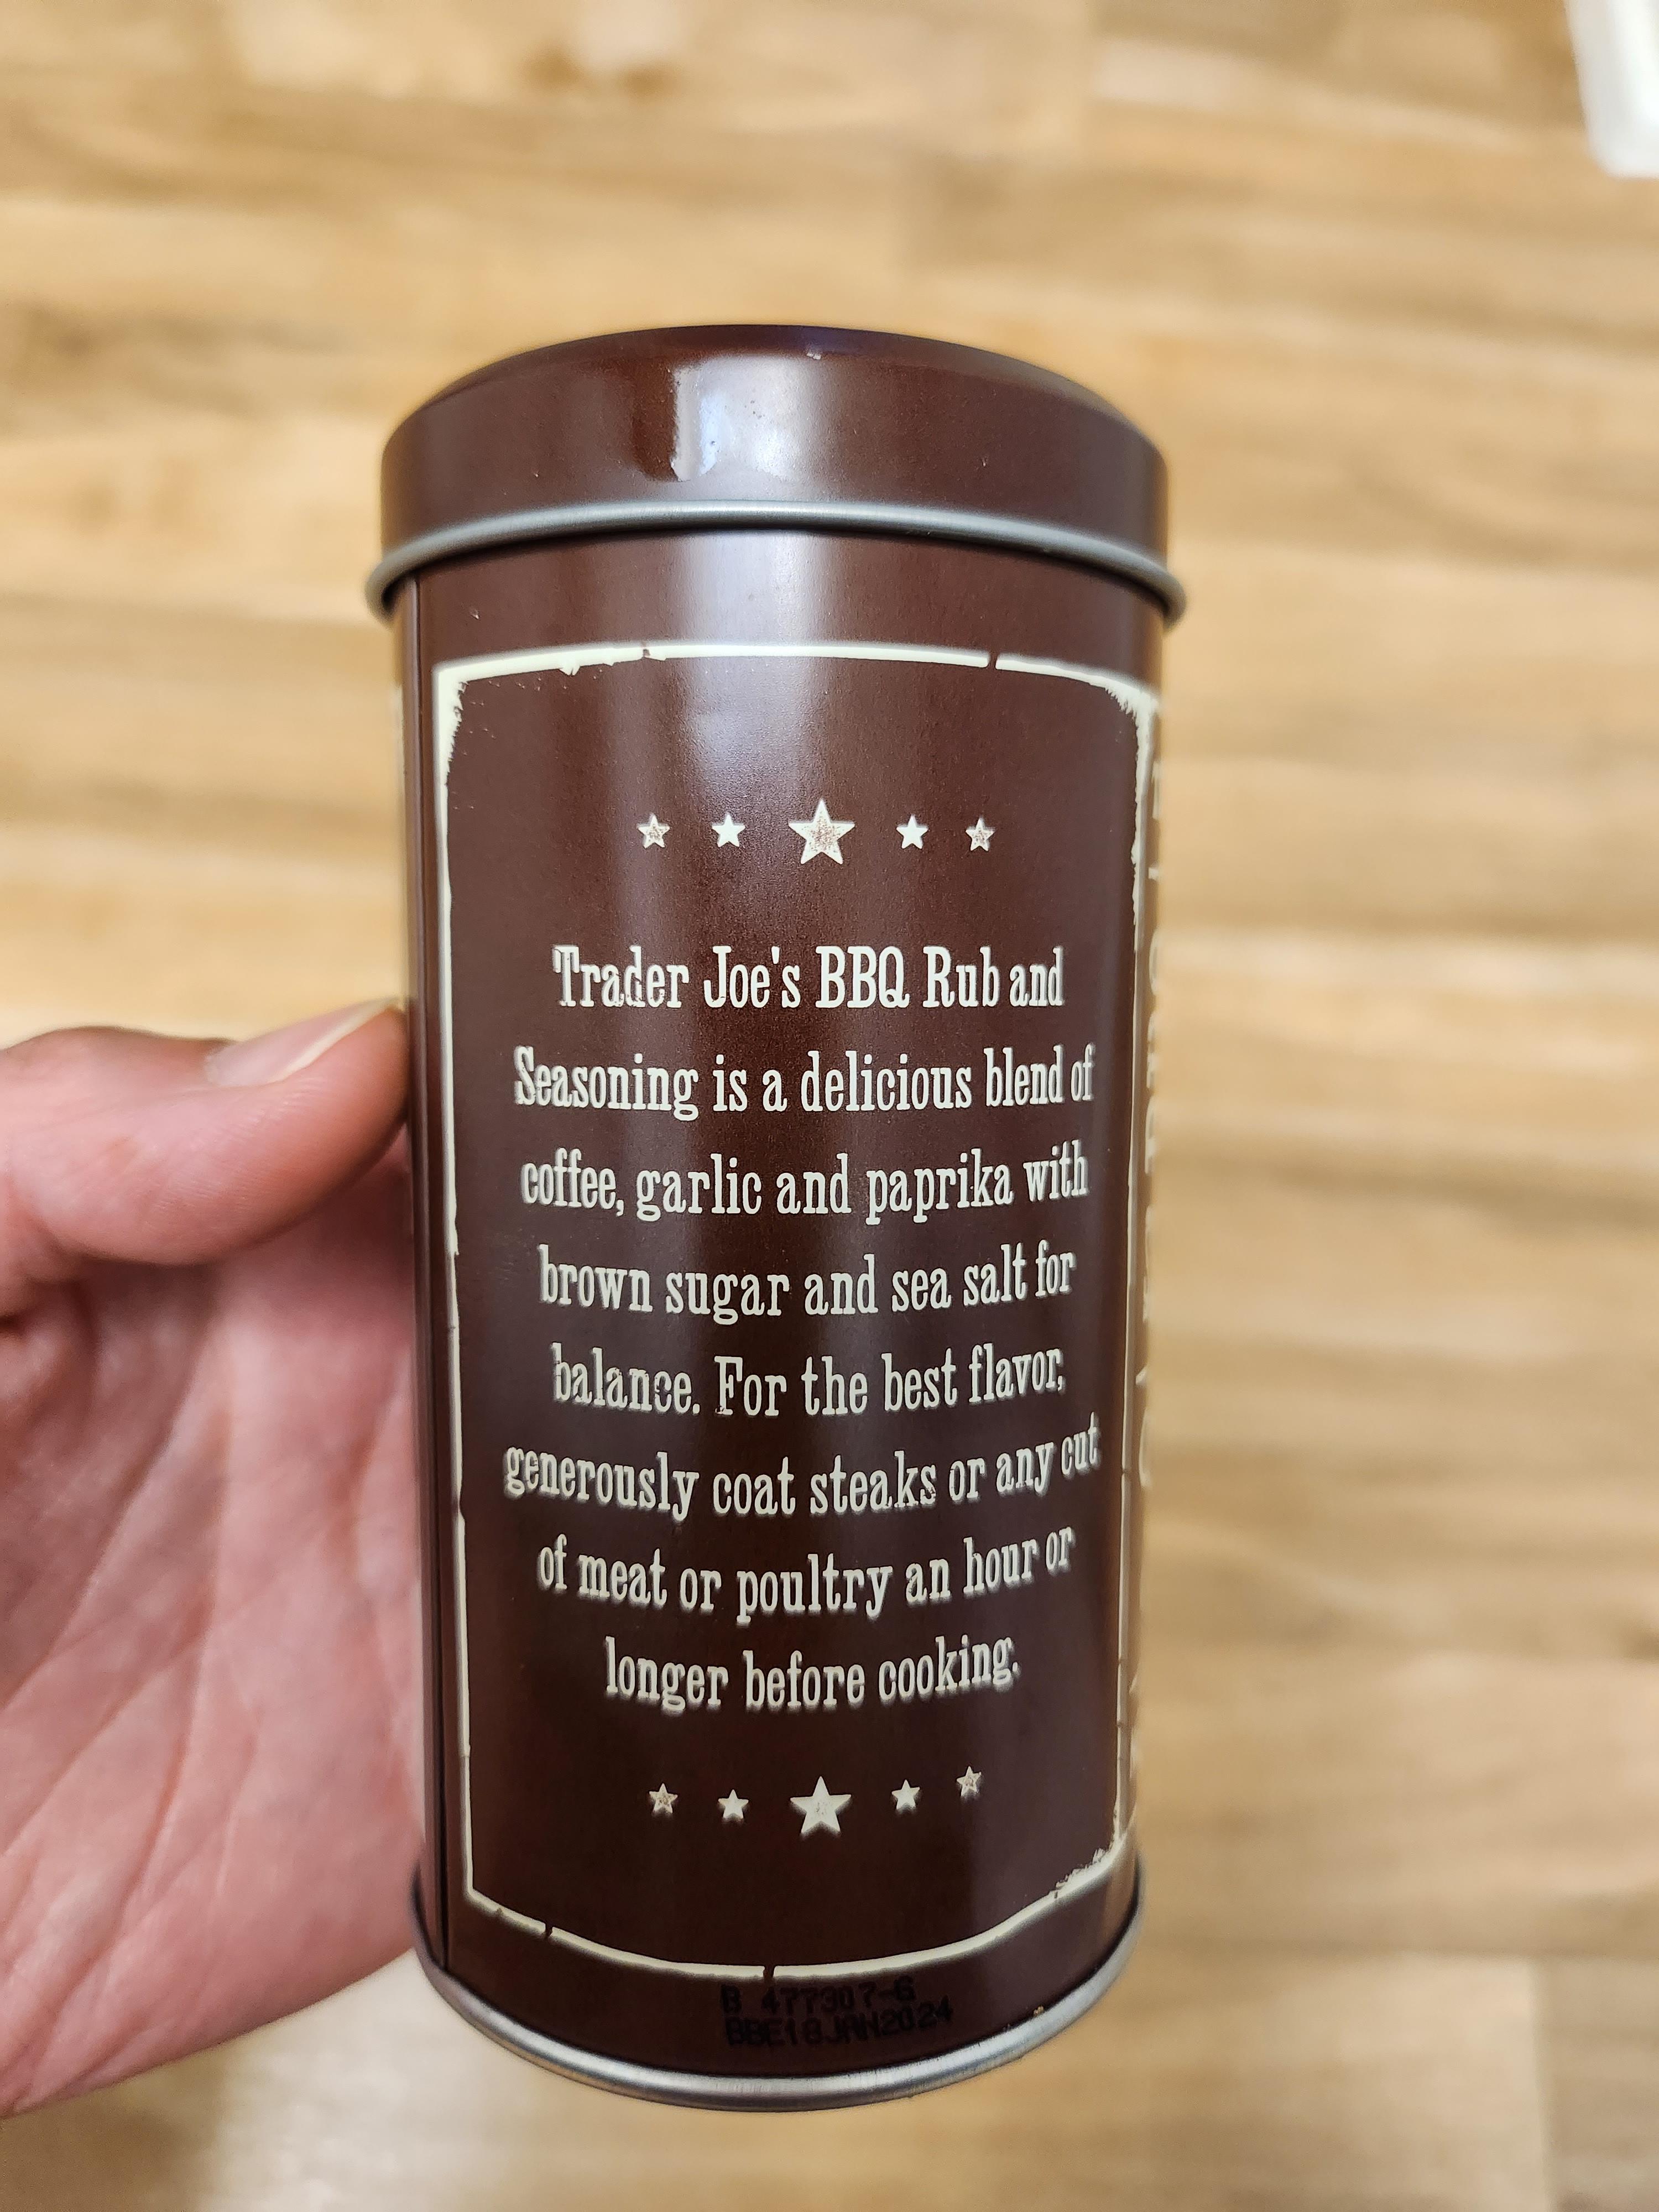 Trader Joe's BBQ Rub and
Seasoning is a delicious blend of
coffee, garlic and paprika with
brown sugar and sea salt for
balance. For the best flavor,
generously coat steaks or any cut
of meat or poultry an hour or
longer before cooking.
B 477307-G
BBE18JAN2024